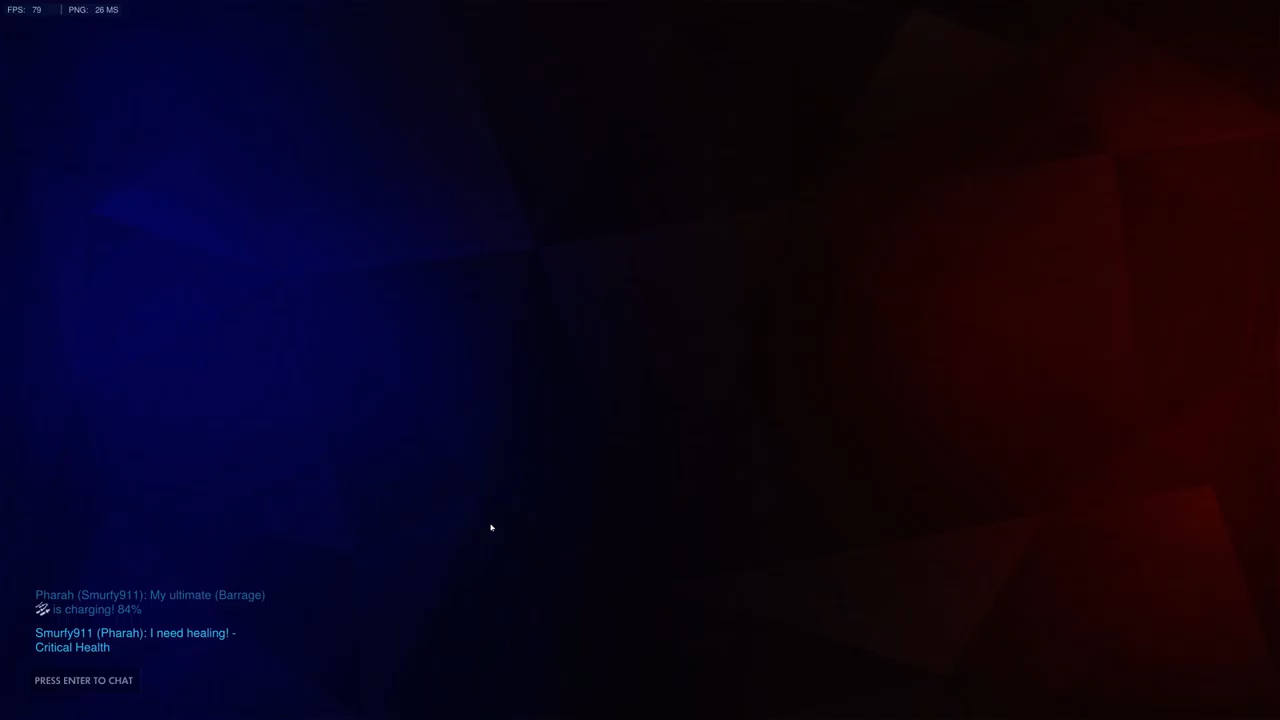 FPS: 79 | PNG: 26 MS
Pharah (Smurfy911): My ultimate (Barrage)
is charging! 84%
Smurfy911 (Pharah): I need healing! -
Critical Health
PRESS ENTER TO CHAT